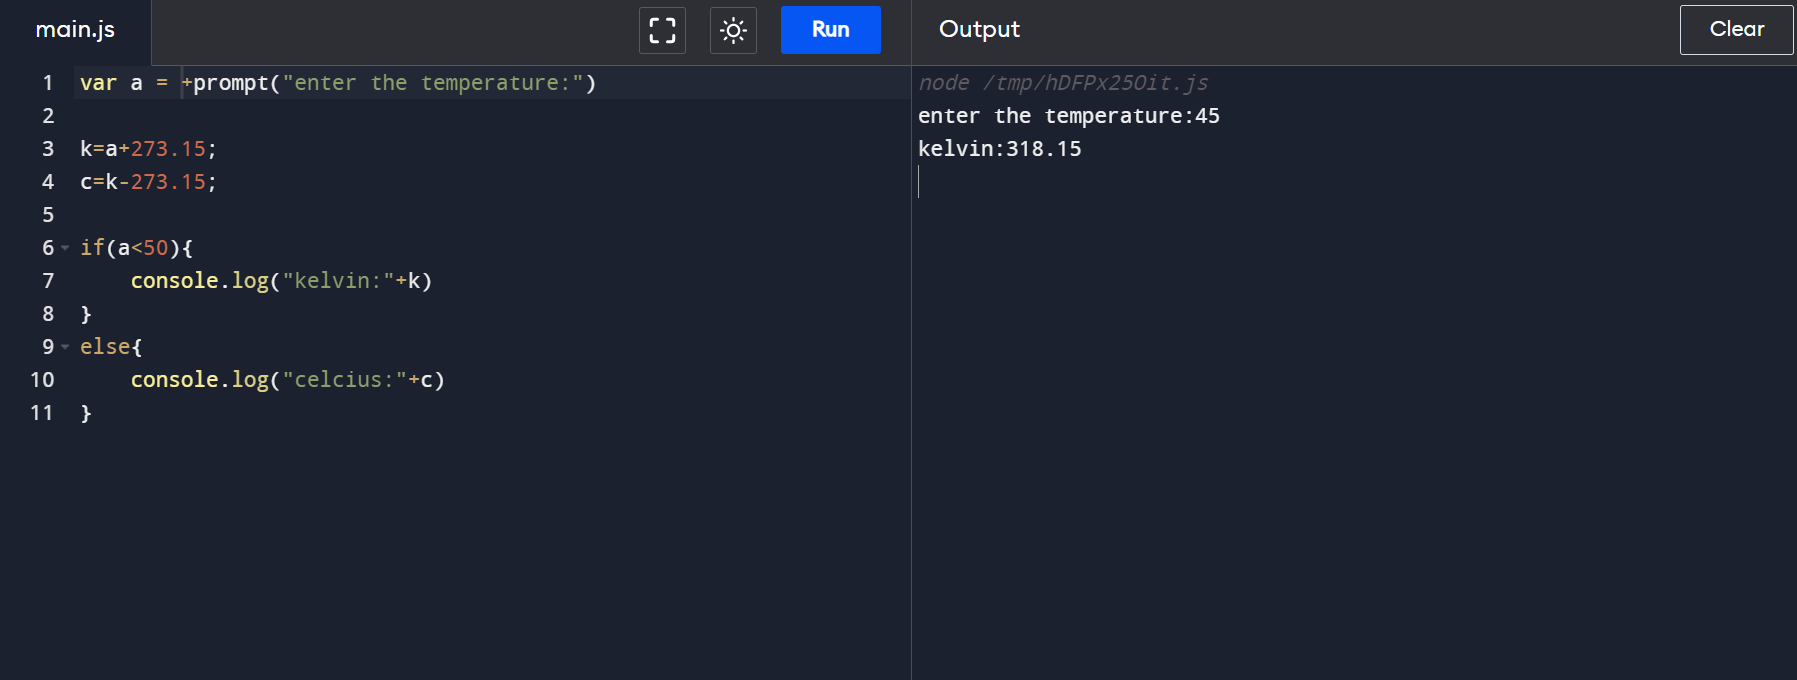 main.js
Run
1 var a = +prompt("enter the temperature:")
2
3 k=a+273.15;
4 c=k-273.15;
5
6 if(a<50){
7     console.log("kelvin:"+k)
8 }
9 else{
10     console.log("celcius:"+c)
11 }
Output
Clear
node /tmp/hDFPx25Oit.js
enter the temperature:45
kelvin:318.15